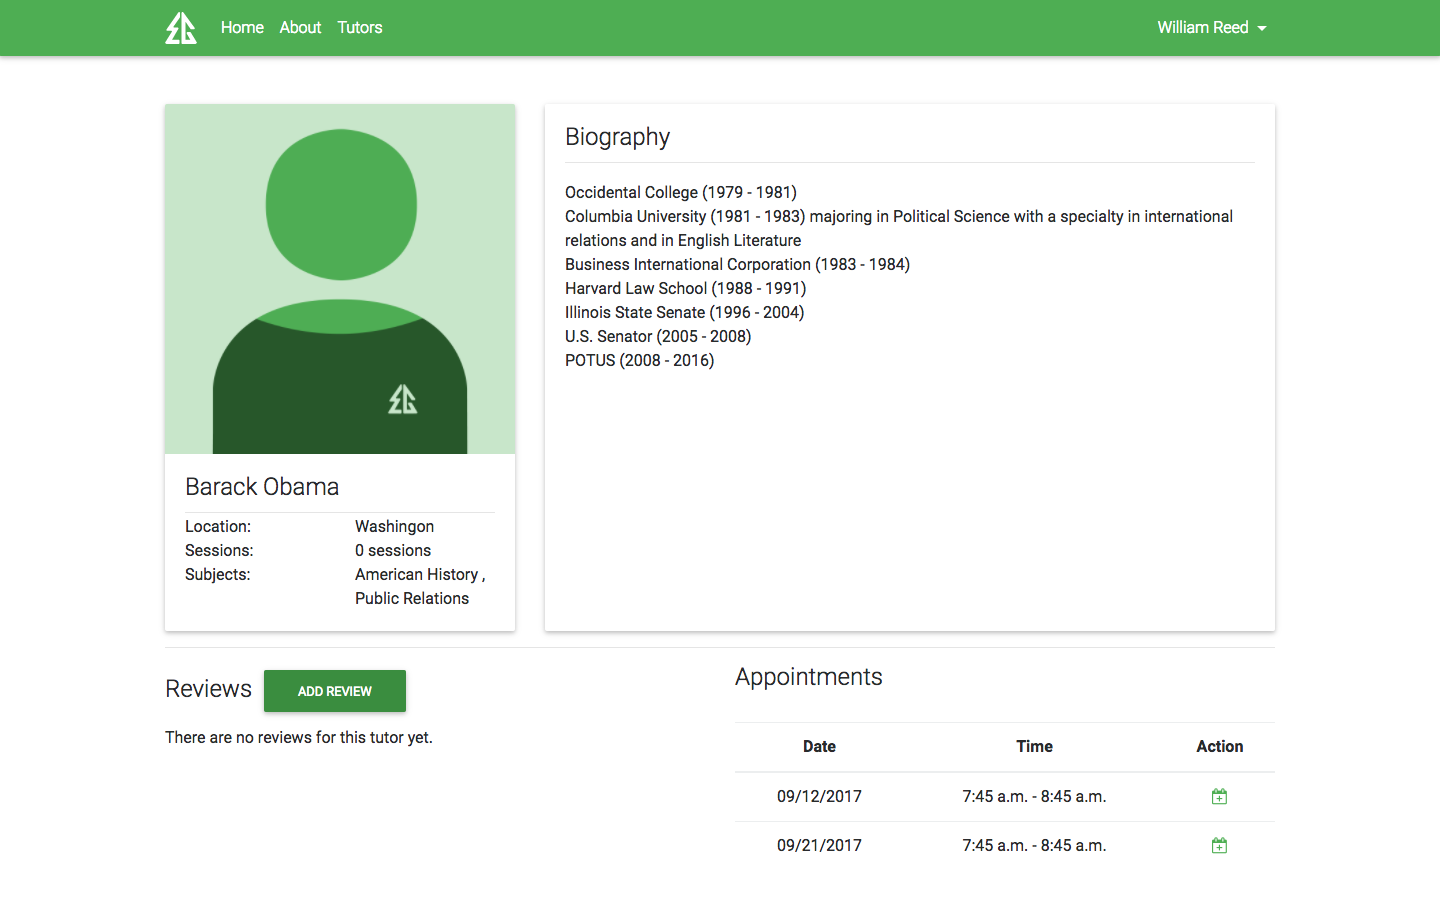 Home About Tutors William Reed
Biography
Occidental College (1979 - 1981)
Columbia University (1981 - 1983) majoring in Political Science with a specialty in international
relations and in English Literature
Business International Corporation (1983 - 1984)
Harvard Law School (1988 - 1991)
Illinois State Senate (1996 - 2004)
U.S. Senator (2005 - 2008)
POTUS (2008 - 2016)
Barack Obama
Location: Washingon
Sessions: 0 sessions
Subjects: American History ,
Public Relations
Reviews ADD REVIEW
There are no reviews for this tutor yet.
Appointments
Date Time Action
09/12/2017 7:45 a.m. - 8:45 a.m.
09/21/2017 7:45 a.m. - 8:45 a.m.